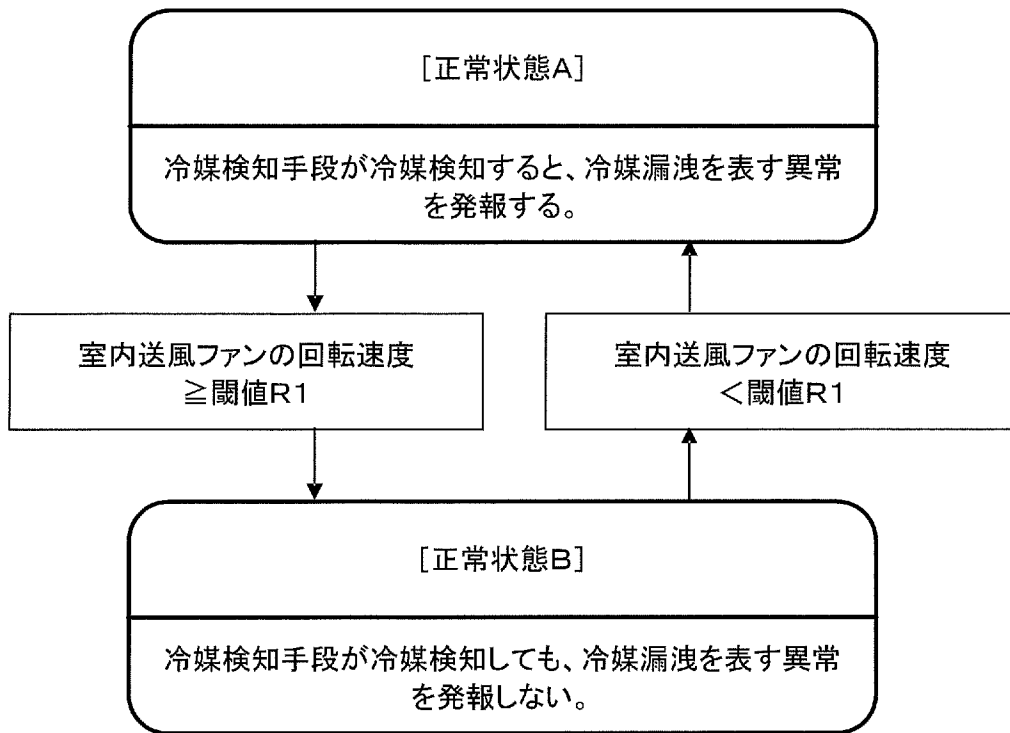 [正常状態A]
冷媒検知手段が冷媒検知すると、冷媒漏洩を表す異常
を発報する。
室内送風ファンの回転速度
≧閾値R1
室内送風ファンの回転速度
<閾値R1
[正常状態B]
冷媒検知手段が冷媒検知しても、冷媒漏洩を表す異常
を発報しない。